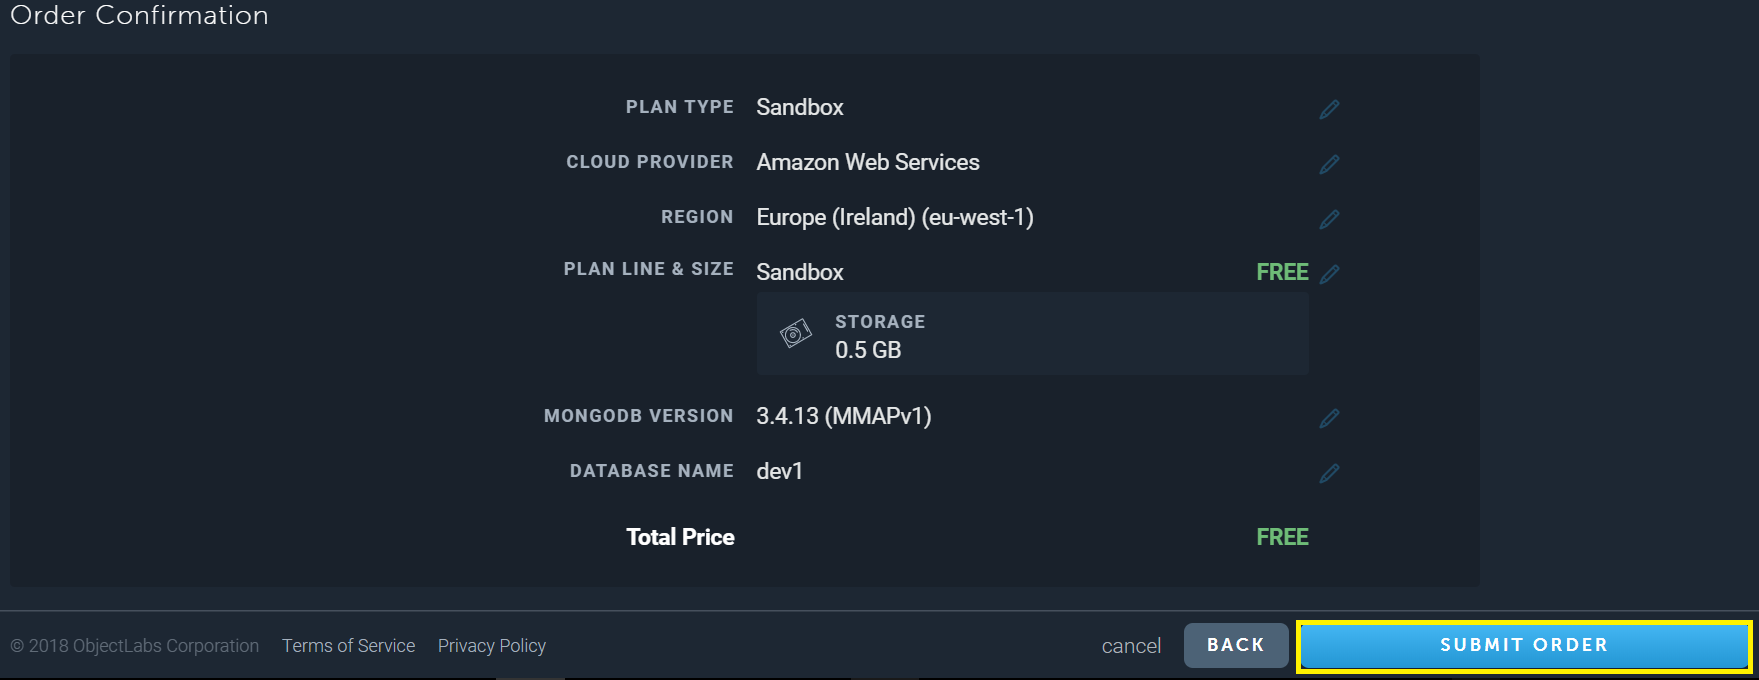 Order Confirmation
PLAN TYPE Sandbox
CLOUD PROVIDER Amazon Web Services
REGION Europe (Ireland) (eu-west-1)
PLAN LINE & SIZE Sandbox FREE
STORAGE
0.5 GB
MONGODB VERSION 3.4.13 (MMAPv1)
DATABASE NAME dev1
Total Price FREE
© 2018 ObjectLabs Corporation Terms of Service Privacy Policy cancel BACK SUBMIT ORDER